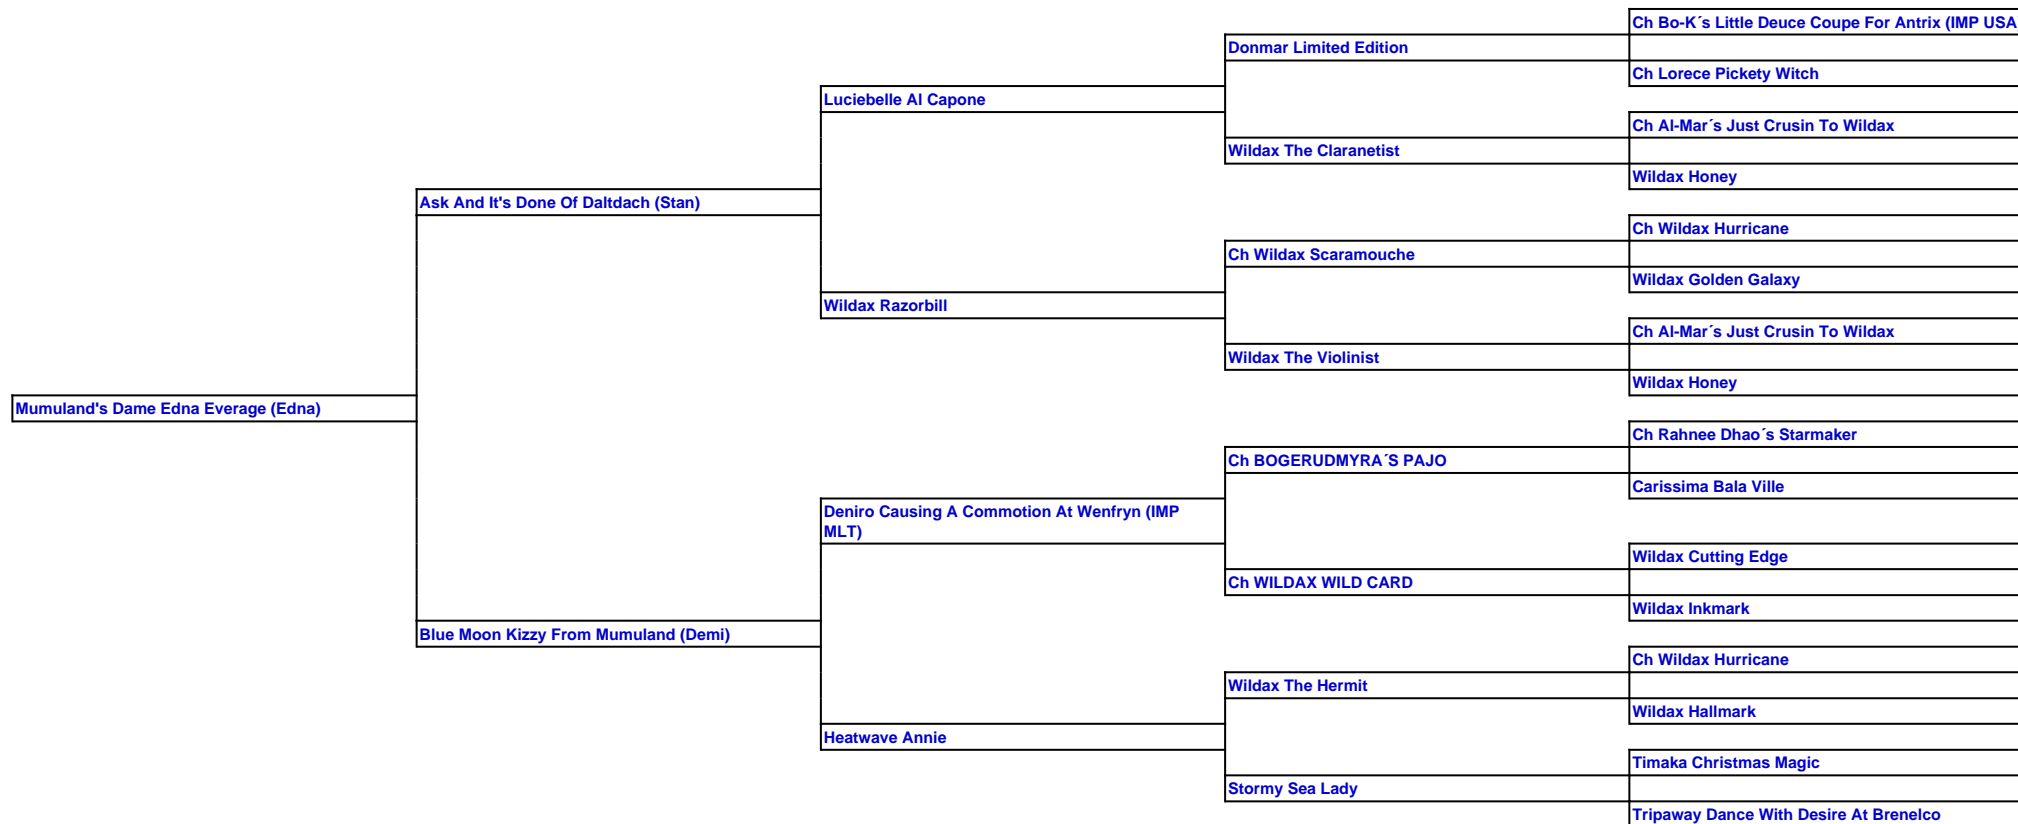 Ch Bo-K´s Little Deuce Coupe For Antrix (IMP USA
Donmar Limited Edition
Ch Lorece Pickety Witch
Luciebelle Al Capone
Ch Al-Mar´s Just Crusin To Wildax
Wildax The Claranetist
Wildax Honey
Ask And It's Done Of Daltdach (Stan)
Ch Wildax Hurricane
Ch Wildax Scaramouche
Wildax Golden Galaxy
Wildax Razorbill
Ch Al-Mar´s Just Crusin To Wildax
Wildax The Violinist
Wildax Honey
Mumuland's Dame Edna Everage (Edna)
Ch Rahnee Dhao´s Starmaker
Ch BOGERUDMYRA´S PAJO
Carissima Bala Ville
Deniro Causing A Commotion At Wenfryn (IMP
MLT)
Wildax Cutting Edge
Ch WILDAX WILD CARD
Wildax Inkmark
Blue Moon Kizzy From Mumuland (Demi)
Ch Wildax Hurricane
Wildax The Hermit
Wildax Hallmark
Heatwave Annie
Timaka Christmas Magic
Stormy Sea Lady
Tripaway Dance With Desire At Brenelco